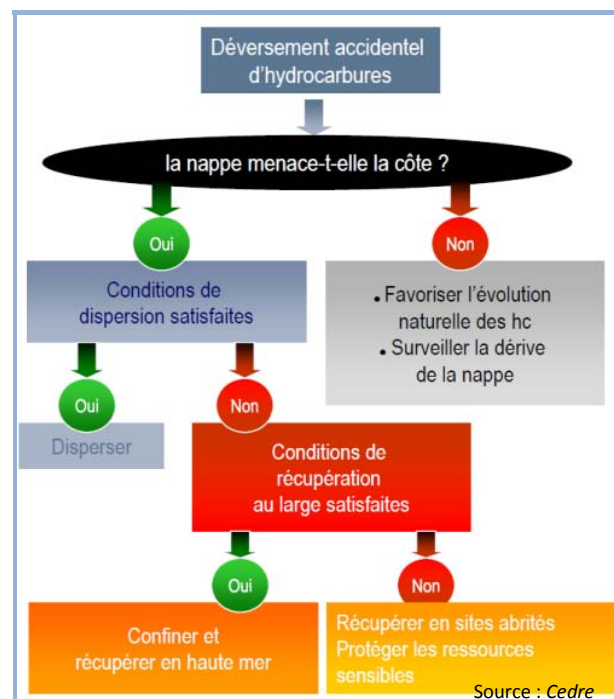 Déversement accidentel
d'hydrocarbures
la nappe menace-t-elle la côte ?
Oui
Non
Conditions de
dispersion satisfaites
• Favoriser l'évolution
naturelle des hc
• Surveiller la dérive
de la nappe
Oui
Non
Disperser
Conditions de
récupération
au large satisfaites
Oui
Non
Confiner et
récupérer en haute mer
Récupérer en sites abrités
Protéger les ressources
sensibles
Source : Cedre